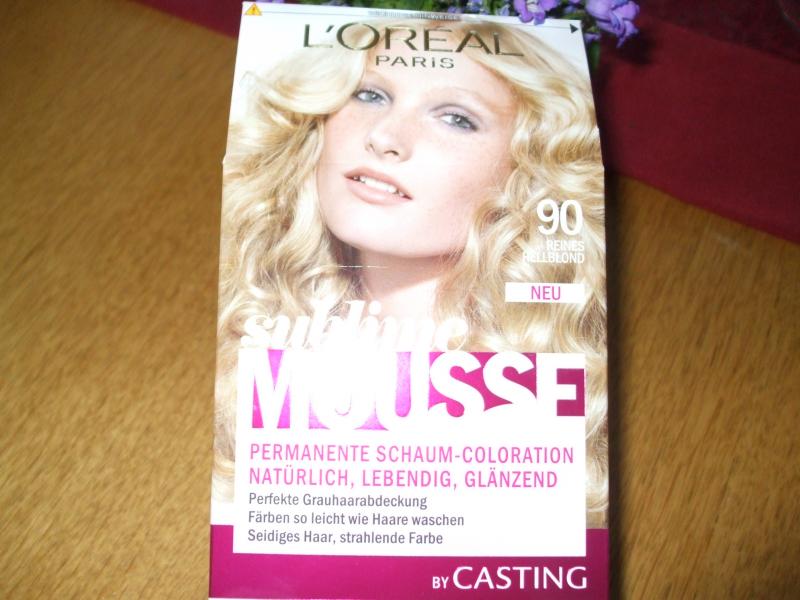 L'ORÉAL
PARIS
90
REINES
HELLBLOND
NEU
sublime
MOUSSE
PERMANENTE SCHAUM-COLORATION
NATÜRLICH, LEBENDIG, GLÄNZEND
Perfekte Grauhaarabdeckung
Färben so leicht wie Haare waschen
Seidiges Haar, strahlende Farbe
BY CASTING